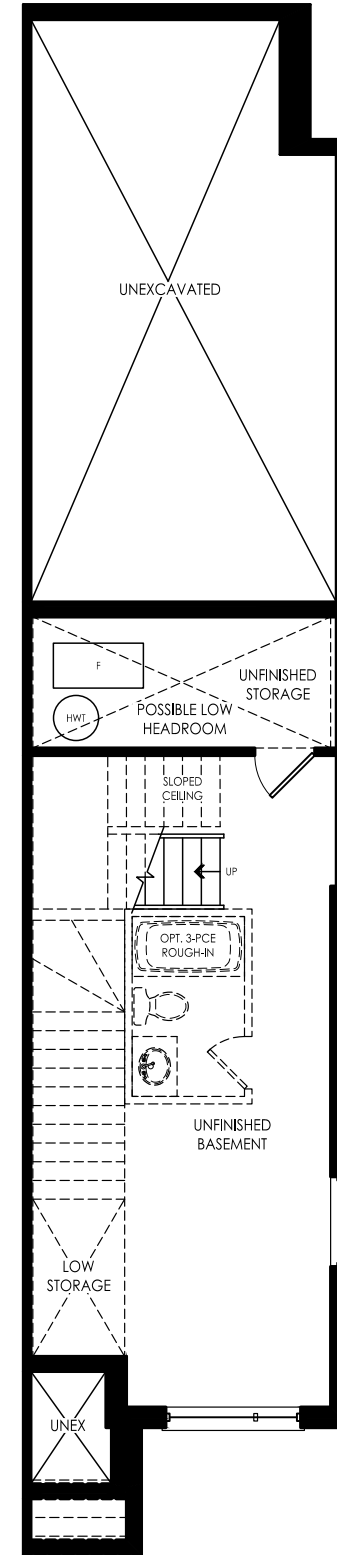 UNEXCAVATED
F
UNFINISHED
STORAGE
HWT
POSSIBLE LOW
HEADROOM
SLOPED
CEILING
UP
OPT. 3-PCE
ROUGH-IN
UNFINISHED
BASEMENT
LOW
STORAGE
UNEX